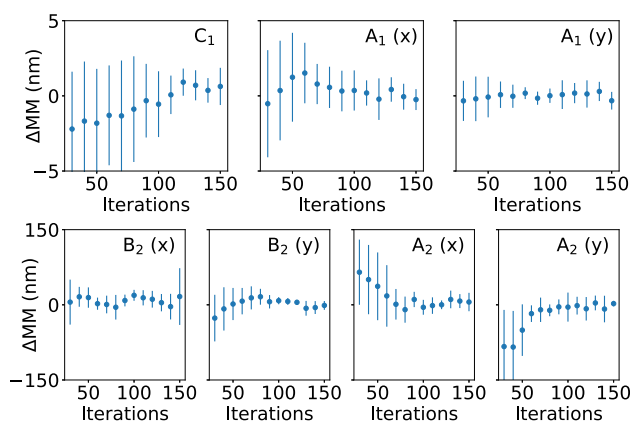 5
0
−5
ΔMM (nm)
C₁
50 100 150
Iterations
A₁ (x)
50 100 150
Iterations
A₁ (y)
50 100 150
Iterations
150
0
−150
ΔMM (nm)
B₂ (x)
50 100 150
Iterations
B₂ (y)
50 100 150
Iterations
A₂ (x)
50 100 150
Iterations
A₂ (y)
50 100 150
Iterations